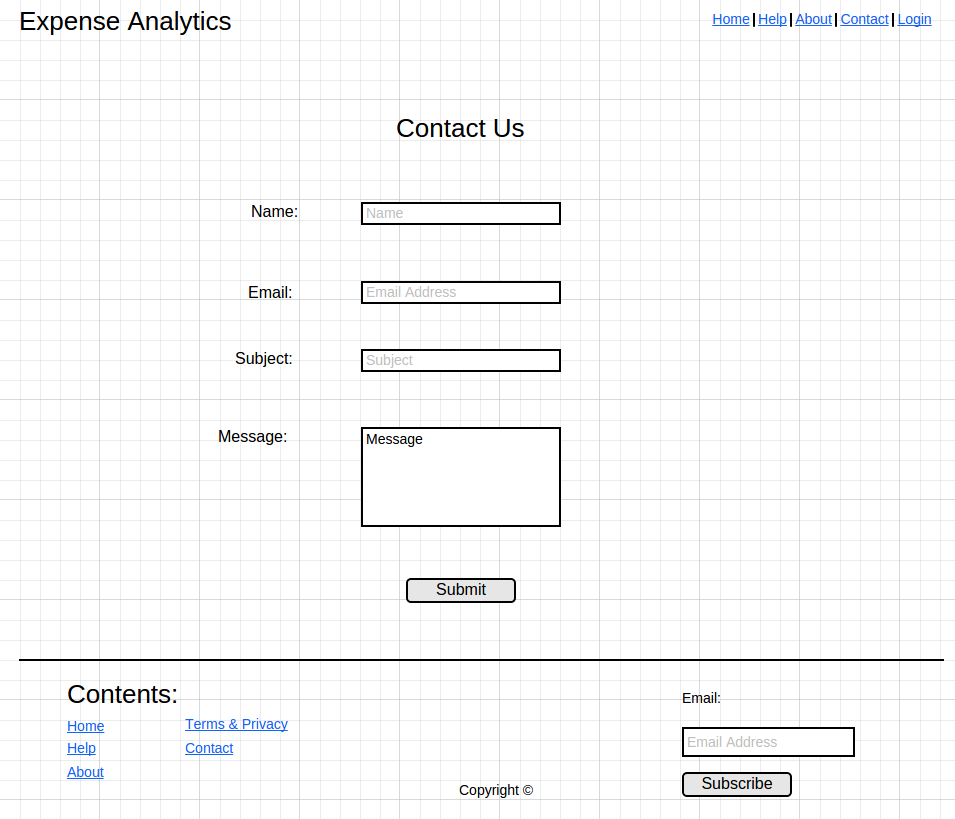 Expense Analytics
Home | Help | About | Contact | Login
Contact Us
Name: Name
Email: Email Address
Subject: Subject
Message: Message
Submit
Contents:
Home
Help
About
Terms & Privacy
Contact
Copyright ©
Email:
Email Address
Subscribe